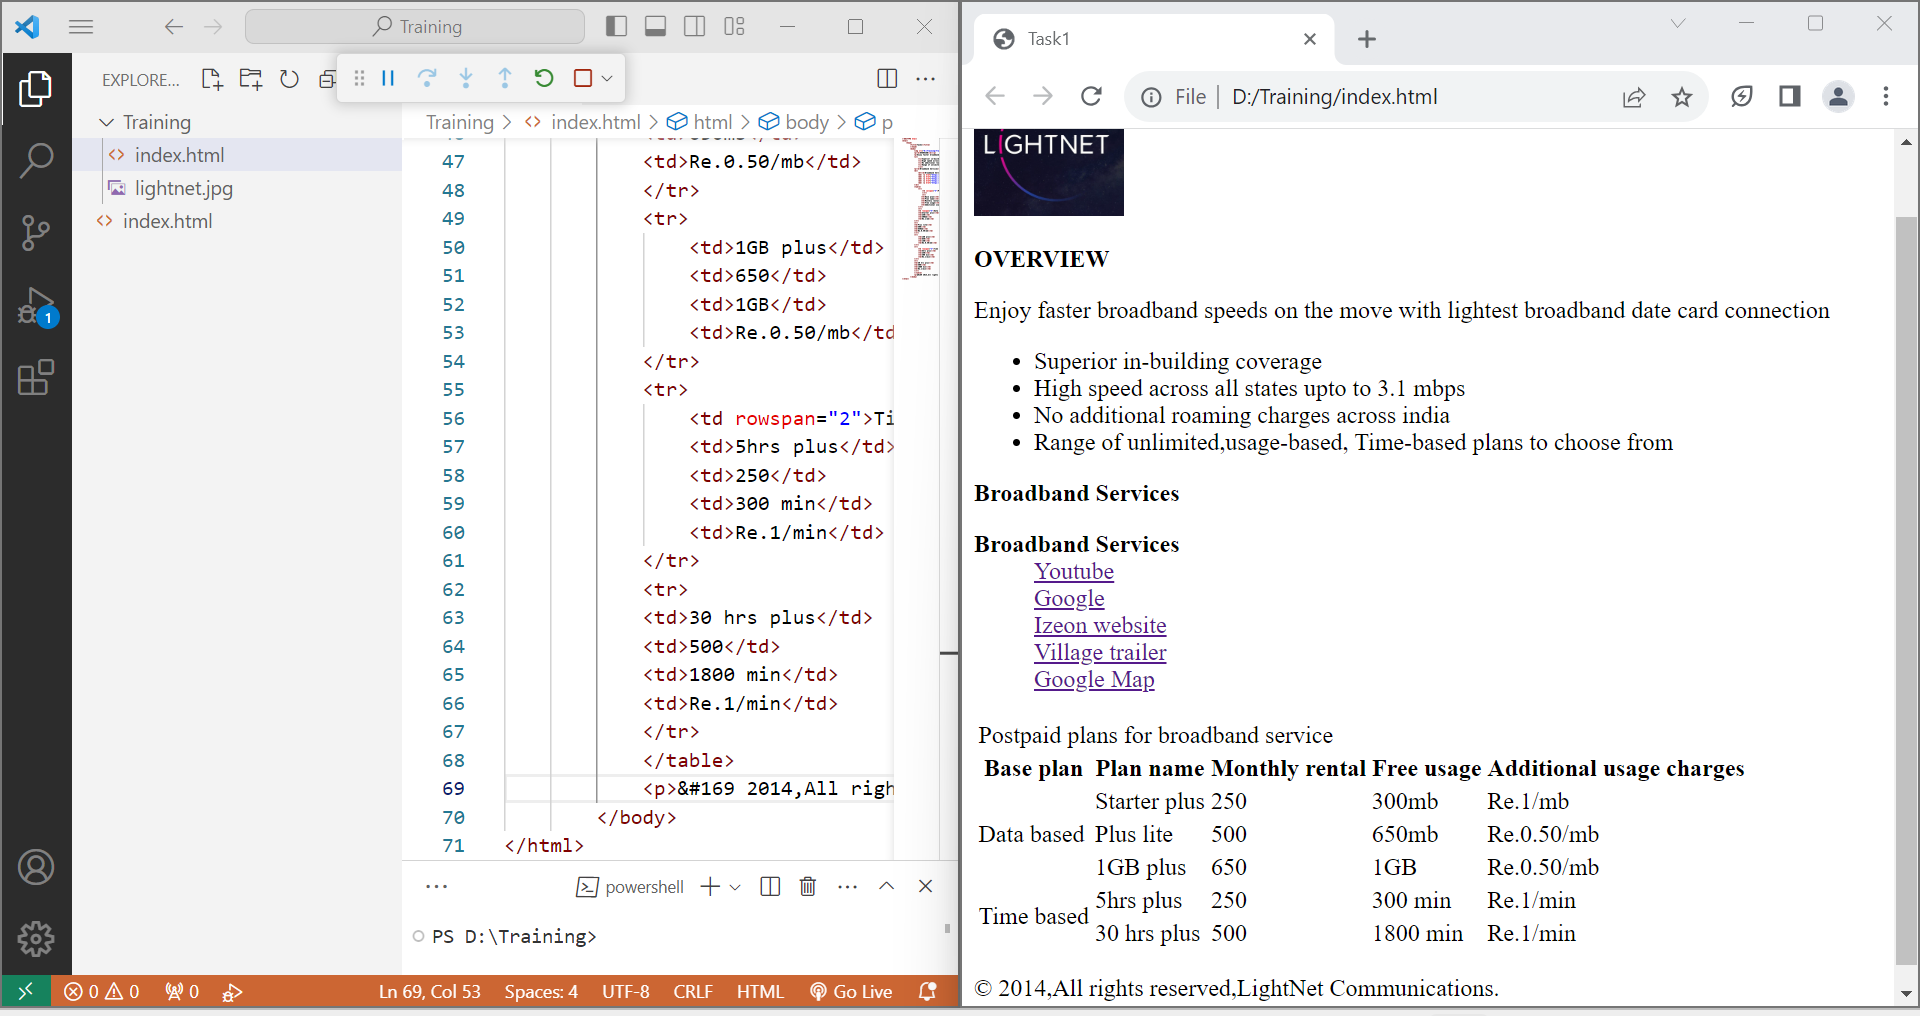 Training
EXPLORE...
Training
index.html
lightnet.jpg
index.html
1
Training > index.html > html > body > p
47 <td>Re.0.50/mb</td>
48 </tr>
49 <tr>
50 <td>1GB plus</td>
51 <td>650</td>
52 <td>1GB</td>
53 <td>Re.0.50/mb</td
54 </tr>
55 <tr>
56 <td rowspan="2">Ti
57 <td>5hrs plus</td>
58 <td>250</td>
59 <td>300 min</td>
60 <td>Re.1/min</td>
61 </tr>
62 <tr>
63 <td>30 hrs plus</td>
64 <td>500</td>
65 <td>1800 min</td>
66 <td>Re.1/min</td>
67 </tr>
68 </table>
69 <p>&#169 2014,All righ
70 </body>
71 </html>
powershell
PS D:\Training>
0 0 0 Ln 69, Col 53 Spaces: 4 UTF-8 CRLF HTML Go Live
Task1
File | D:/Training/index.html
LIGHTNET
OVERVIEW
Enjoy faster broadband speeds on the move with lightest broadband date card connection
• Superior in-building coverage
• High speed across all states upto to 3.1 mbps
• No additional roaming charges across india
• Range of unlimited,usage-based, Time-based plans to choose from
Broadband Services
Broadband Services
Youtube
Google
Izeon website
Village trailer
Google Map
Postpaid plans for broadband service
Base plan Plan name Monthly rental Free usage Additional usage charges
Starter plus 250 300mb Re.1/mb
Data based Plus lite 500 650mb Re.0.50/mb
1GB plus 650 1GB Re.0.50/mb
5hrs plus 250 300 min Re.1/min
Time based
30 hrs plus 500 1800 min Re.1/min
© 2014,All rights reserved,LightNet Communications.